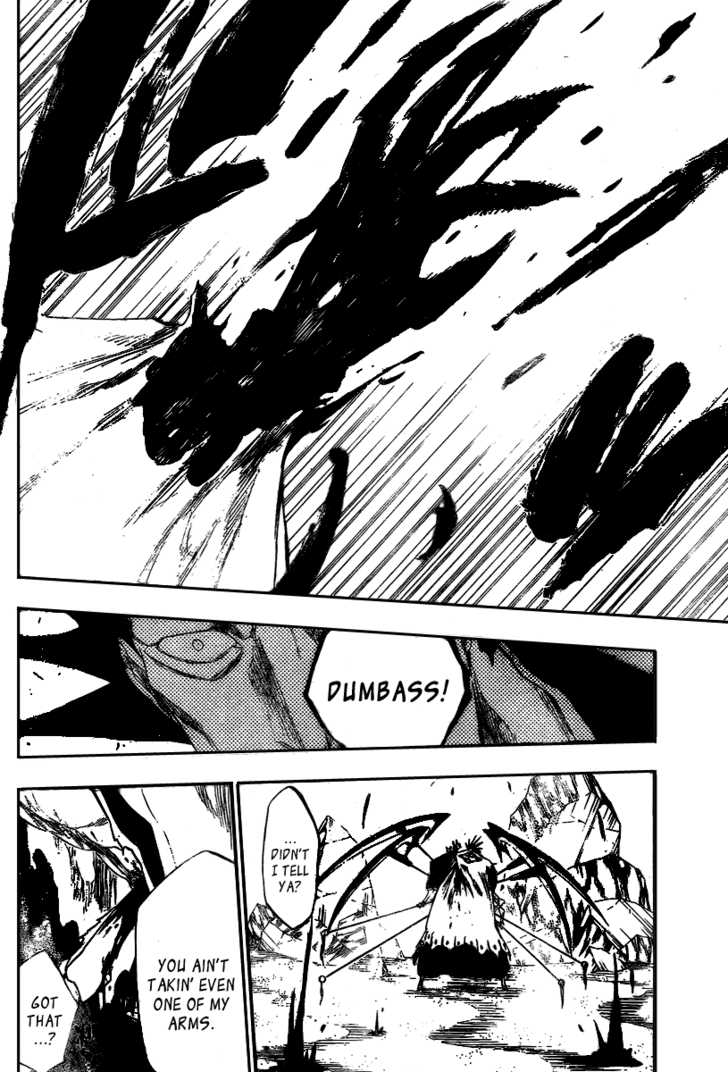 DUMBASS!
...
DIDN'T
I TELL
YA?
YOU AIN'T
TAKIN' EVEN
ONE OF MY
ARMS.
GOT
THAT
...?